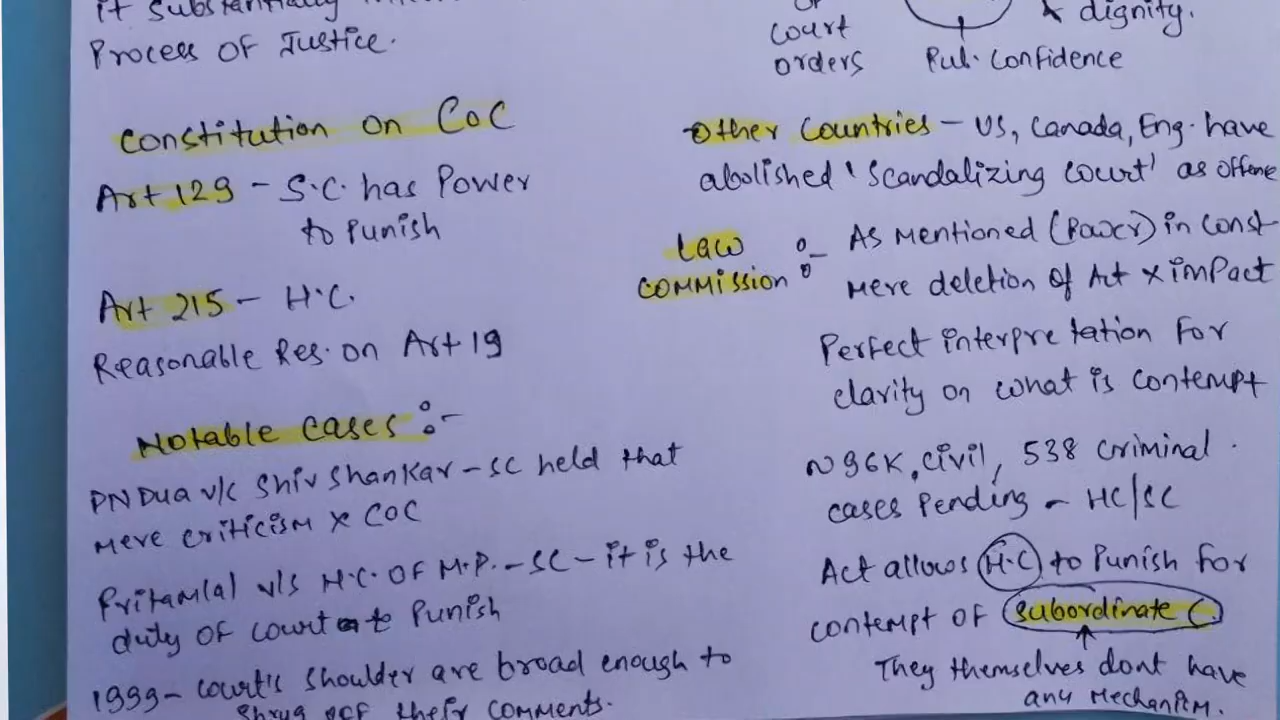 it substantially
Process of Justice.
Constitution on CoC
Art 129 - S.C. has Power
to Punish
Art 215 - H.C.
Reasonable Res. on Art 19
Notable Cases :-
PN Dua v/s Shiv Shankar - SC held that
mere criticism x COC
Pritamlal v/s H.C. OF M.P. - SC - it is the
duty of court to Punish
1999 - court's shoulder are broad enough to
shrug off their comments.
court
orders
Pub. Confidence
& dignity.
Other Countries - US, Canada, Eng. have
abolished 'Scandalizing court' as offense
Law
Commission :- As mentioned (Power) in Const
mere deletion of Act x impact
Perfect interpretation For
clarity on what is contempt
~96K, civil, 538 criminal.
cases Pending - HC/SC
Act allows H.C to Punish for
contempt OF subordinate C.
They themselves dont have
any mechanism.